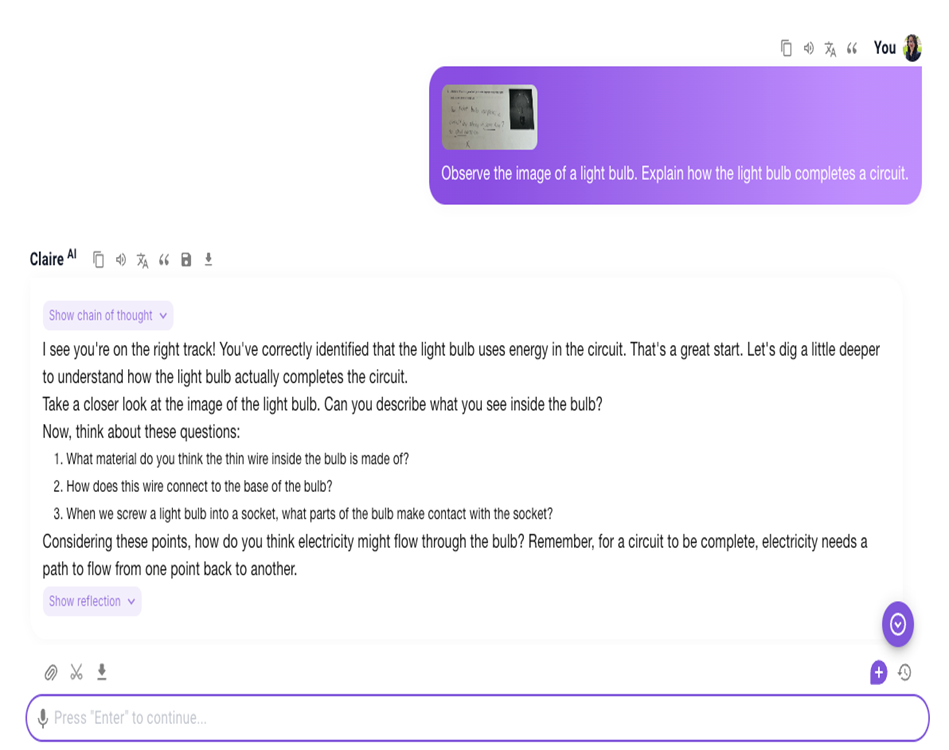 You
Observe the image of a light bulb. Explain how the light bulb completes a circuit.
Claire AI
Show chain of thought
I see you're on the right track! You've correctly identified that the light bulb uses energy in the circuit. That's a great start. Let's dig a little deeper
to understand how the light bulb actually completes the circuit.
Take a closer look at the image of the light bulb. Can you describe what you see inside the bulb?
Now, think about these questions:
1. What material do you think the thin wire inside the bulb is made of?
2. How does this wire connect to the base of the bulb?
3. When we screw a light bulb into a socket, what parts of the bulb make contact with the socket?
Considering these points, how do you think electricity might flow through the bulb? Remember, for a circuit to be complete, electricity needs a
path to flow from one point back to another.
Show reflection
Press "Enter" to continue...